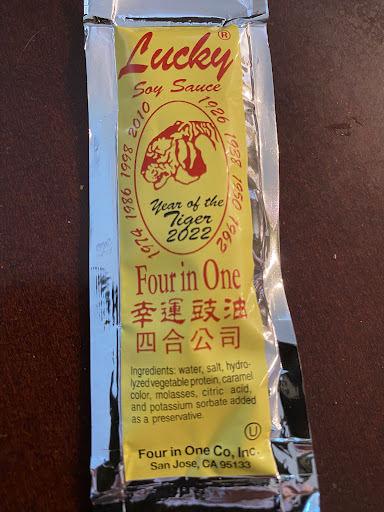 Lucky®
Soy Sauce
1974 1986 1998 2010
1926 1938 1950 1962
Year of the
Tiger
2022
Four in One
幸運豉油
四合公司
Ingredients: water, salt, hydro-
lyzed vegetable protein, caramel
color, molasses, citric acid,
and potassium sorbate added
as a preservative.
U
Four in One Co, Inc.
San Jose, CA 95133